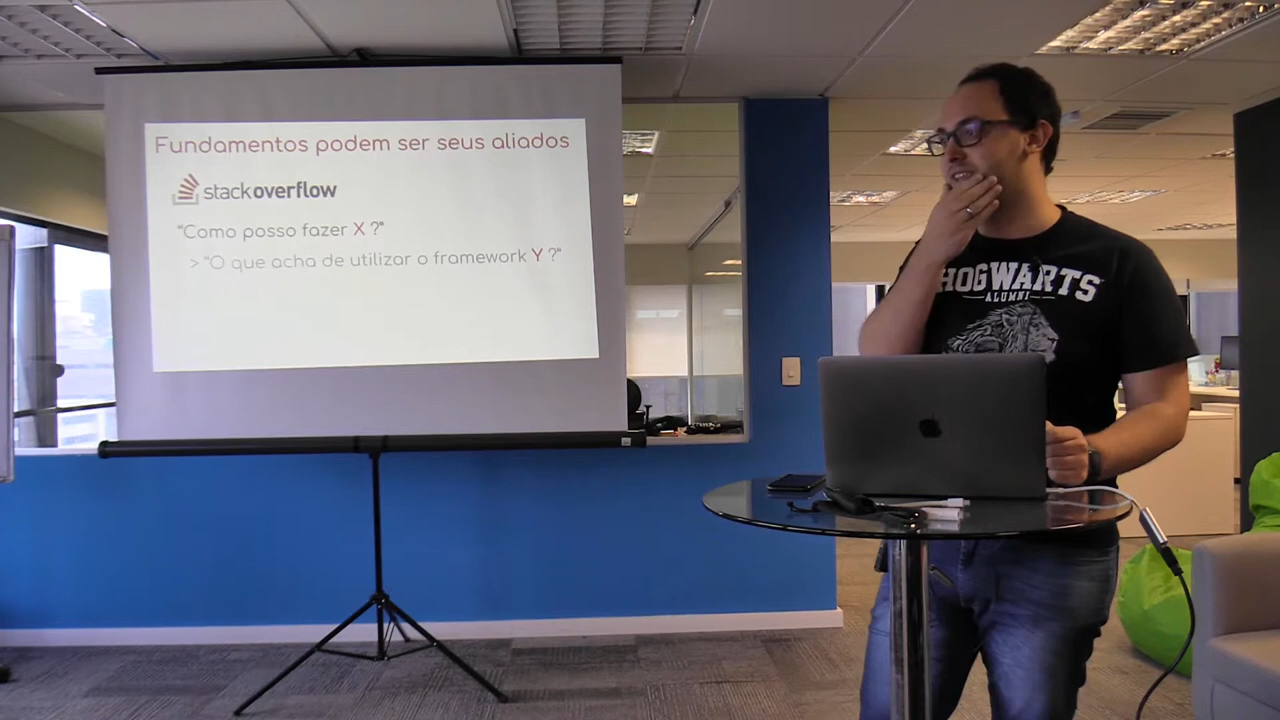 Fundamentos podem ser seus aliados
stackoverflow
"Como posso fazer X ?"
> "O que acha de utilizar o framework Y ?"
HOGWARTS
ALUMNI